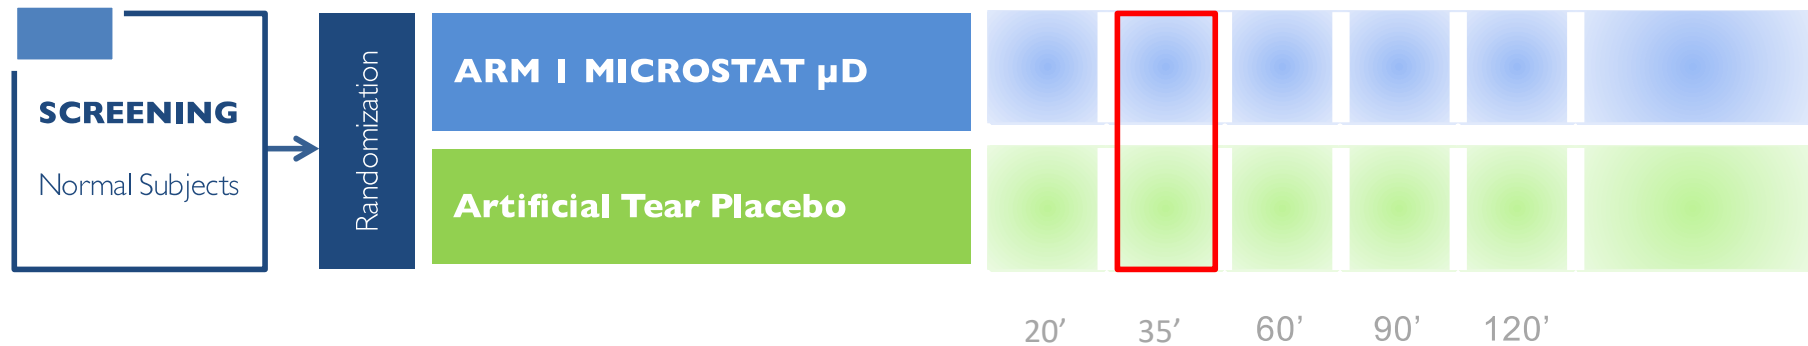 SCREENING
Normal Subjects
Randomization
ARM I MICROSTAT µD
Artificial Tear Placebo
20’ 35’ 60’ 90’ 120’